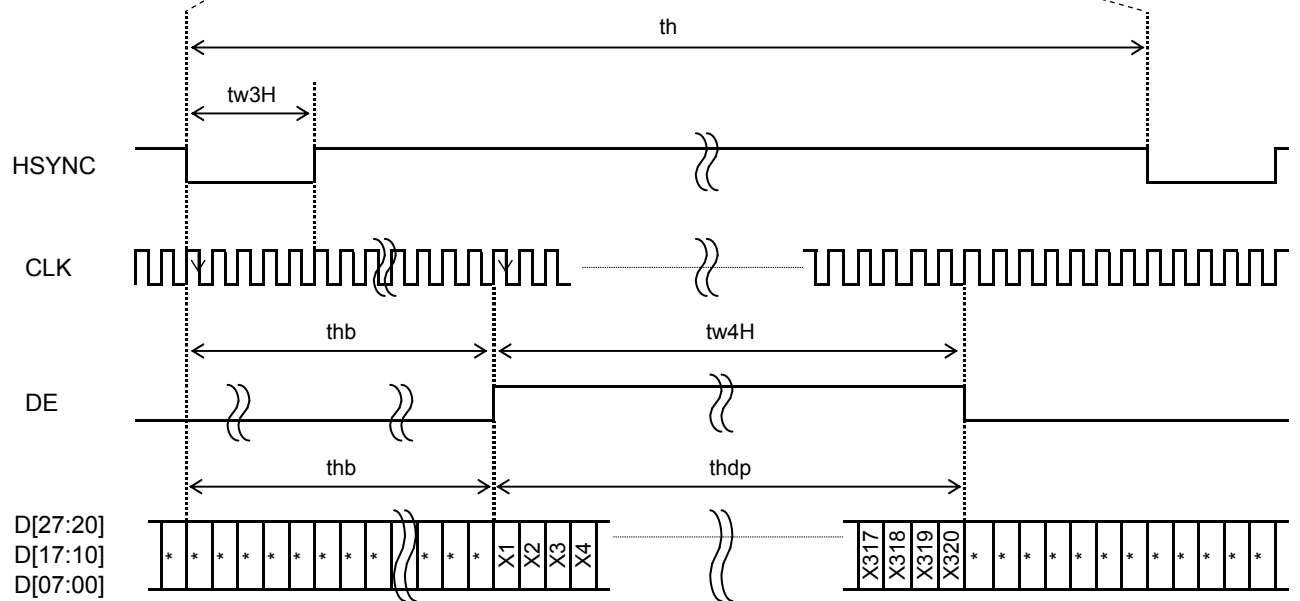 th
tw3H
HSYNC
CLK
thb tw4H
DE
thb thdp
D[27:20]
D[17:10]
D[07:00]
* * * * * * * * * * * * X1 X2 X3 X4 X317 X318 X319 X320 * * * * * * * * * * * *